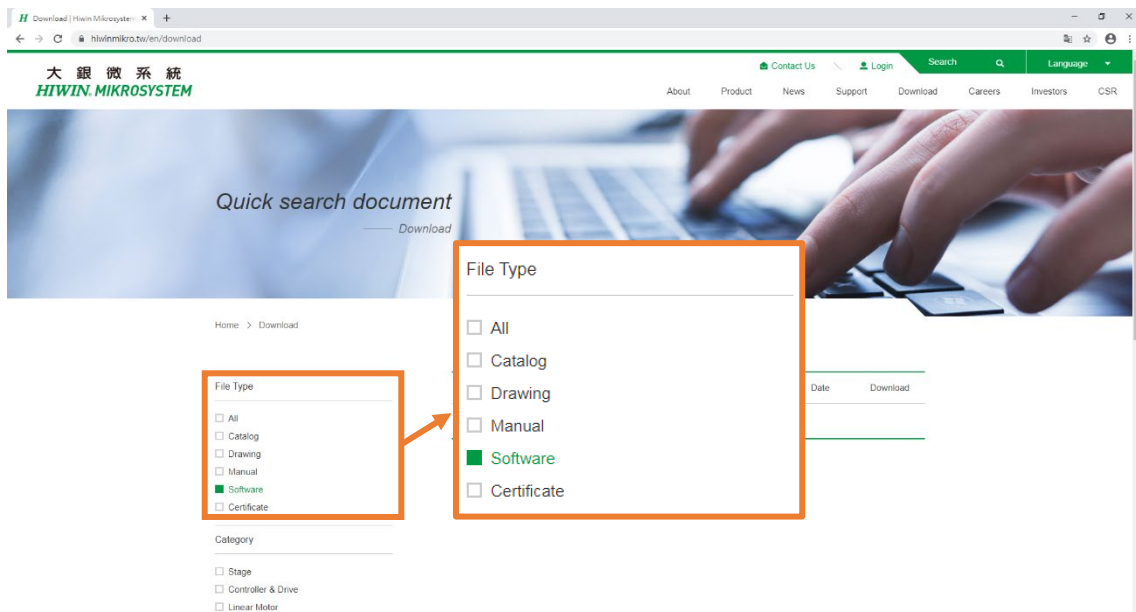 H Download | Hiwin Mikrosystem
hiwinmikro.tw/en/download
Contact Us
Login
Search
Language
大銀微系統
HIWIN® MIKROSYSTEM
About Product News Support Download Careers Investors CSR
Quick search document
Download
Home > Download
File Type
All
Catalog
Drawing
Manual
Software
Certificate
Category
Stage
Controller & Drive
Linear Motor
File Type
All
Catalog
Drawing
Manual
Software
Certificate
Date Download